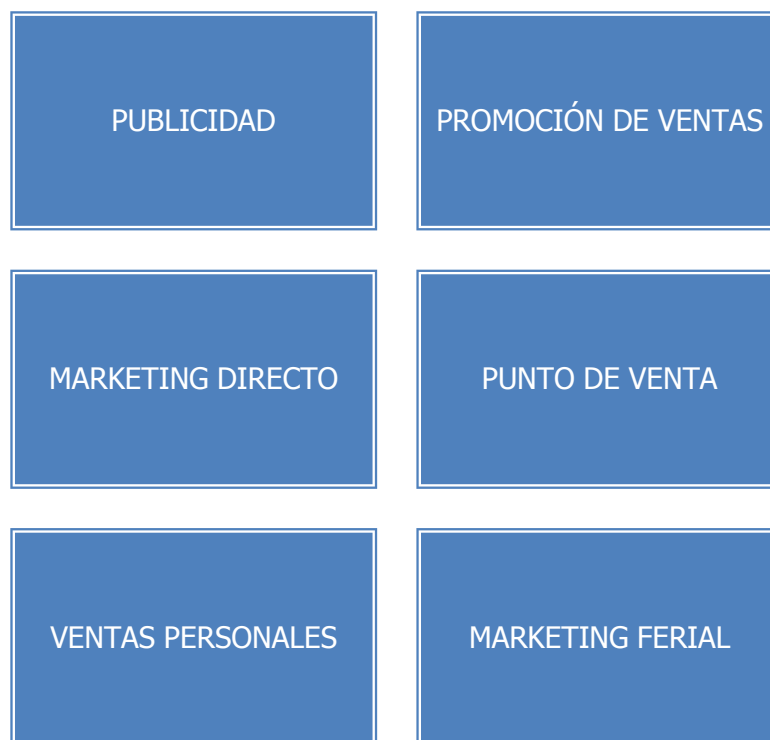 PUBLICIDAD
PROMOCIÓN DE VENTAS
MARKETING DIRECTO
PUNTO DE VENTA
VENTAS PERSONALES
MARKETING FERIAL